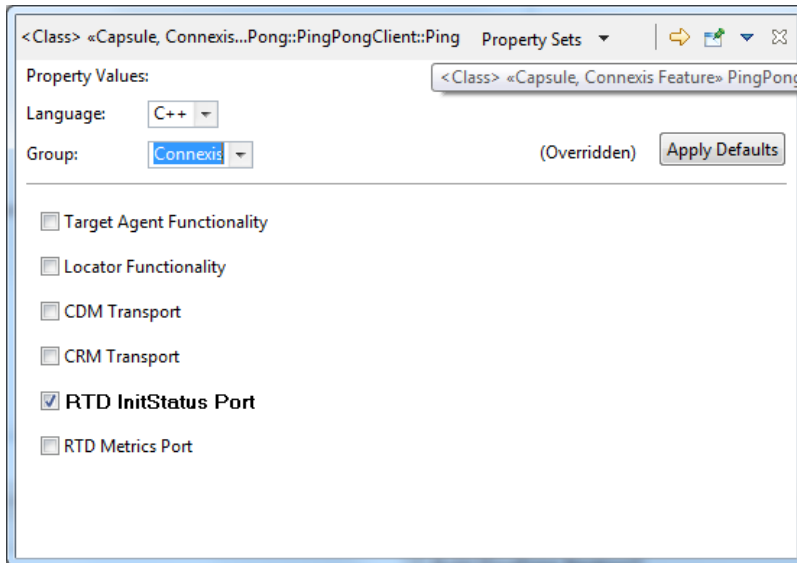 <Class> «Capsule, Connexis...Pong::PingPongClient::Ping Property Sets
Property Values:
<Class> «Capsule, Connexis Feature» PingPong
Language: C++
Group: Connexis (Overridden) Apply Defaults
Target Agent Functionality
Locator Functionality
CDM Transport
CRM Transport
RTD InitStatus Port
RTD Metrics Port